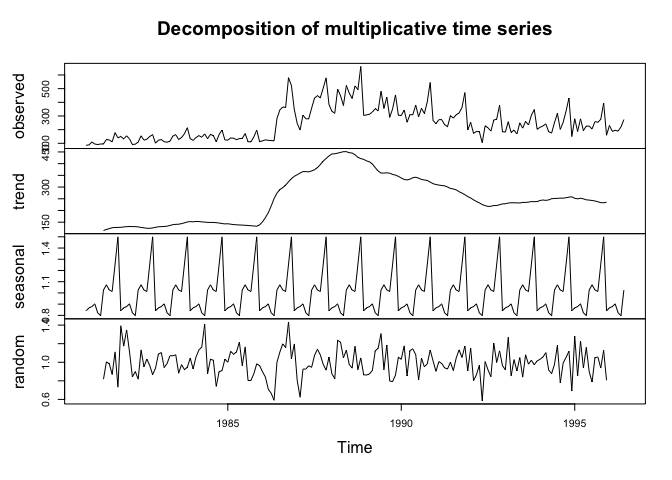 Decomposition of multiplicative time series
observed
100 300 500
trend
150 300 450
seasonal
0.8 1.1 1.4
random
0.6 1.0 1.4
1985 1990 1995
Time